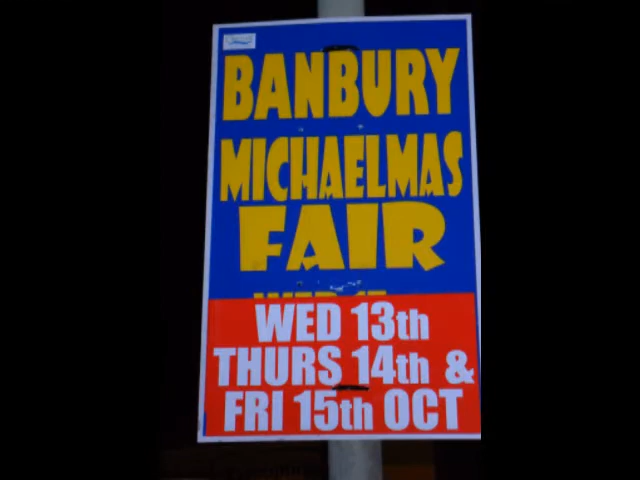 BANBURY
MICHAELMAS
FAIR
WED 13th
THURS 14th &
FRI 15th OCT